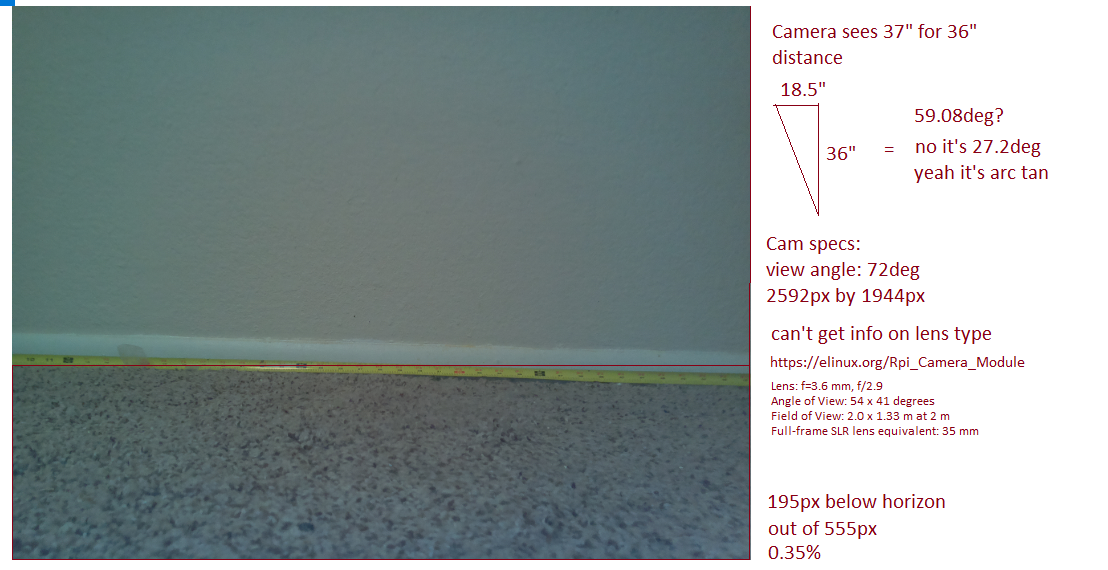 Camera sees 37" for 36"
distance
18.5"
36"
=
59.08deg?
no it's 27.2deg
yeah it's arc tan
Cam specs:
view angle: 72deg
2592px by 1944px
can't get info on lens type
https://elinux.org/Rpi_Camera_Module
Lens: f=3.6 mm, f/2.9
Angle of View: 54 x 41 degrees
Field of View: 2.0 x 1.33 m at 2 m
Full-frame SLR lens equivalent: 35 mm
195px below horizon
out of 555px
0.35%